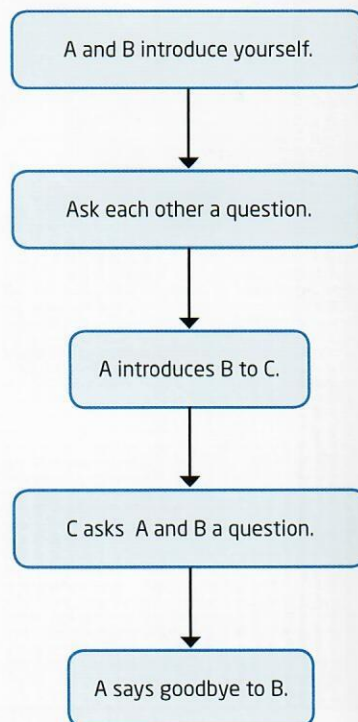 A and B introduce yourself.
Ask each other a question.
A introduces B to C.
C asks A and B a question.
A says goodbye to B.